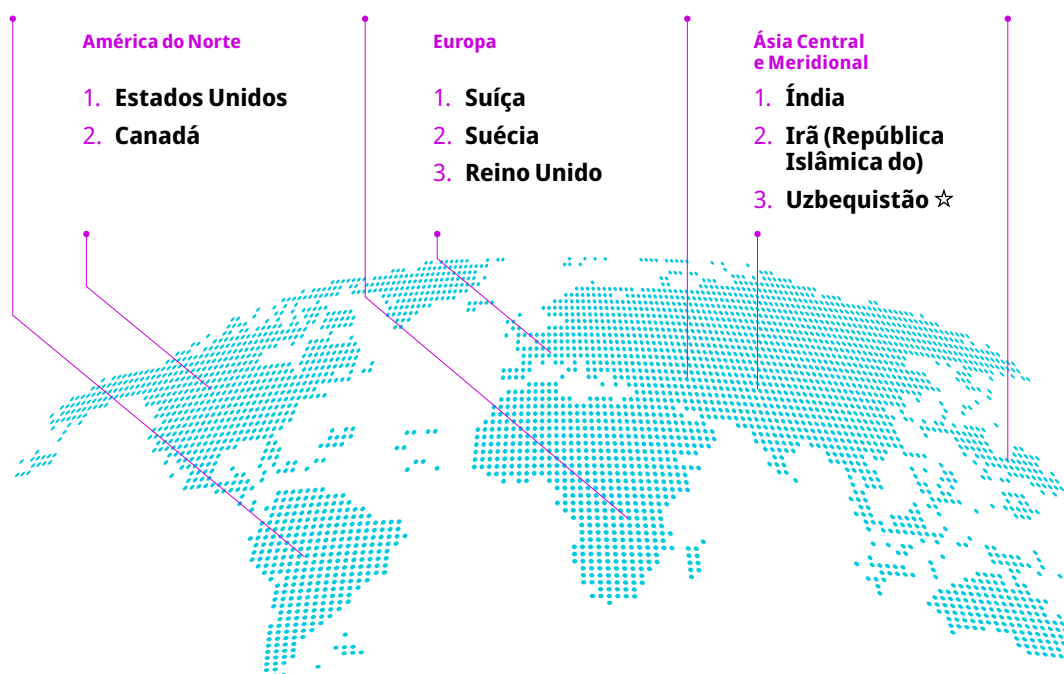 América do Norte
1. Estados Unidos
2. Canadá
Europa
1. Suíça
2. Suécia
3. Reino Unido
Ásia Central
e Meridional
1. Índia
2. Irã (República
Islâmica do)
3. Uzbequistão ☆